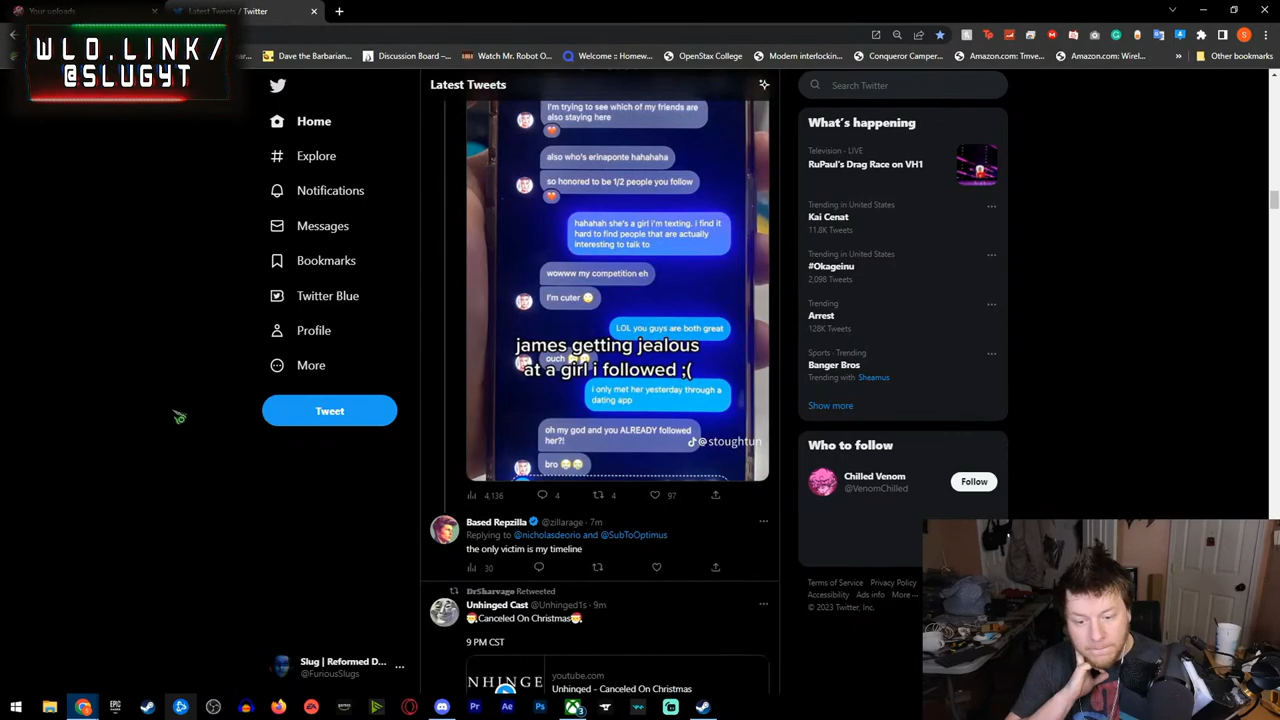 Your uploads
Latest Tweets / Twitter
WLO.LINK/
@SLUGYT
Dave the Barbarian...
Discussion Board –...
Watch Mr. Robot O...
Welcome :: Homew...
OpenStax College
Modern interlockin...
Conqueror Camper...
Amazon.com: Tmve...
Amazon.com: Wirel...
Other bookmarks
Home
Explore
Notifications
Messages
Bookmarks
Twitter Blue
Profile
More
Tweet
Slug | Reformed D...
@FuriousSlugs
Latest Tweets
I'm trying to see which of my friends are
also staying here
also who's erinaponte hahahaha
so honored to be 1/2 people you follow
hahahah she's a girl i'm texting. i find it
hard to find people that are actually
interesting to talk to
wowww my competition eh
I'm cuter
LOL you guys are both great
james getting jealous
ouch
at a girl i followed ;(
i only met her yesterday through a
dating app
oh my god and you ALREADY followed
her?!
@stoughtun
bro
4,136 4 4 97
Based Repzilla @zillarage · 7m
Replying to @nicholasdeorio and @SubToOptimus
the only victim is my timeline
30
DrSharvago Retweeted
Unhinged Cast @Unhinged1s · 9m
Canceled On Christmas
9 PM CST
NHINGE
youtube.com
Unhinged - Canceled On Christmas
Search Twitter
What's happening
Television · LIVE
RuPaul's Drag Race on VH1
Trending in United States
Kai Cenat
11.8K Tweets
Trending in United States
#Okageinu
2,098 Tweets
Trending
Arrest
128K Tweets
Sports · Trending
Banger Bros
Trending with Sheamus
Show more
Who to follow
Chilled Venom
@VenomChilled
Follow
Terms of Service Privacy Policy
Accessibility Ads info More ...
© 2023 Twitter, Inc.